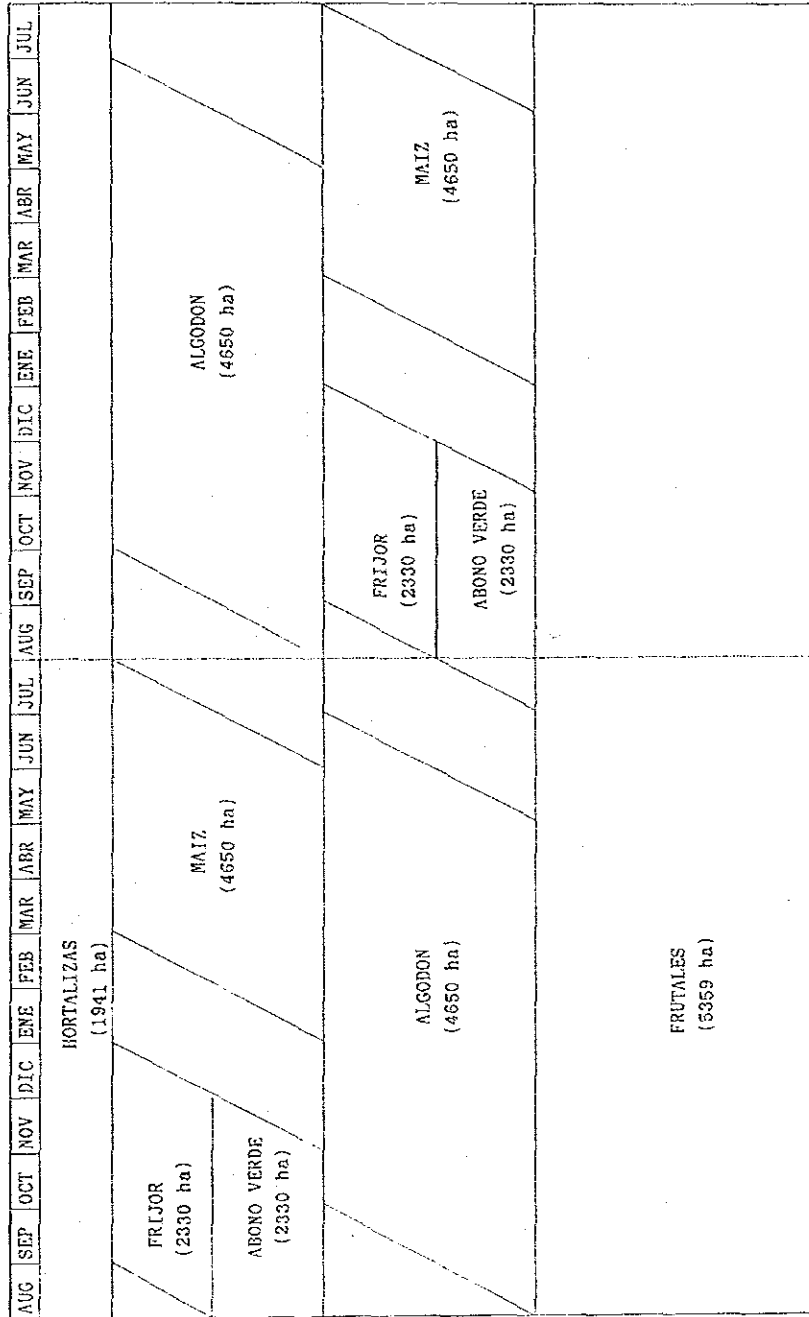 AUG SEP OCT NOV DIC ENE FEB MAR ABR MAY JUN JUL AUG SEP OCT NOV DIC ENE FEB MAR ABR MAY JUN JUL
HORTALIZAS
(1941 ha)
FRIJOR
(2330 ha)
ABONO VERDE
(2330 ha)
MAIZ
(4650 ha)
ALGODON
(4650 ha)
ALGODON
(4650 ha)
FRIJOR
(2330 ha)
ABONO VERDE
(2330 ha)
MAIZ
(4650 ha)
FRUTALES
(5359 ha)